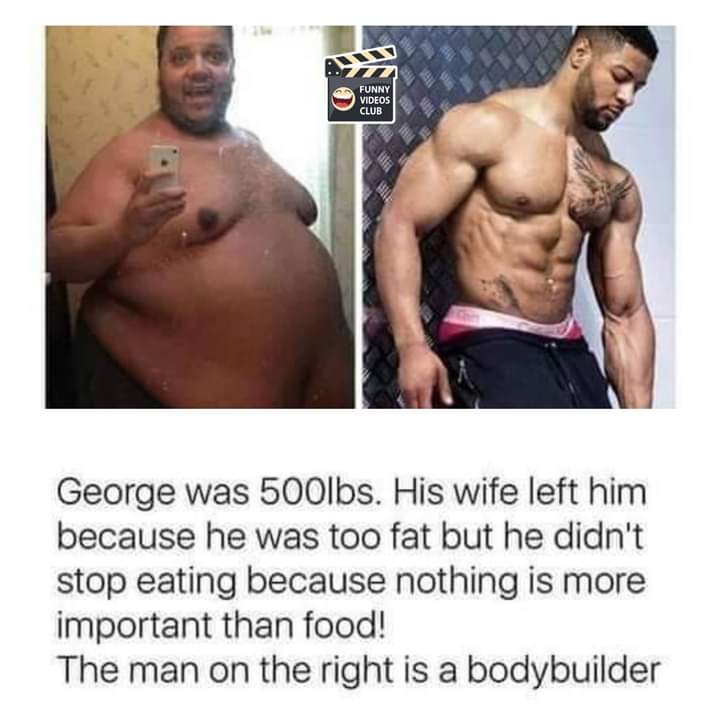 FUNNY
VIDEOS
CLUB
George was 500lbs. His wife left him
because he was too fat but he didn't
stop eating because nothing is more
important than food!
The man on the right is a bodybuilder